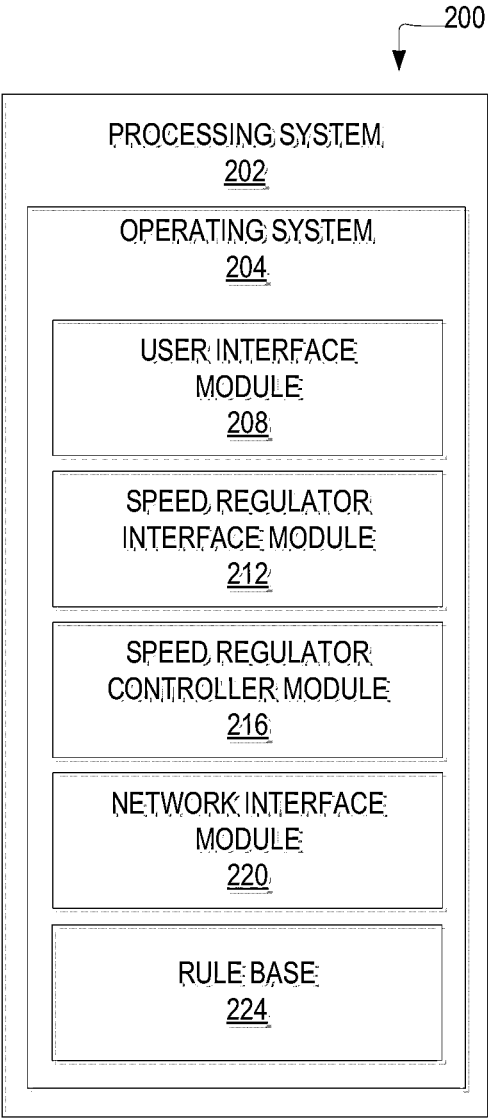 200
PROCESSING SYSTEM
202
OPERATING SYSTEM
204
USER INTERFACE
MODULE
208
SPEED REGULATOR
INTERFACE MODULE
212
SPEED REGULATOR
CONTROLLER MODULE
216
NETWORK INTERFACE
MODULE
220
RULE BASE
224